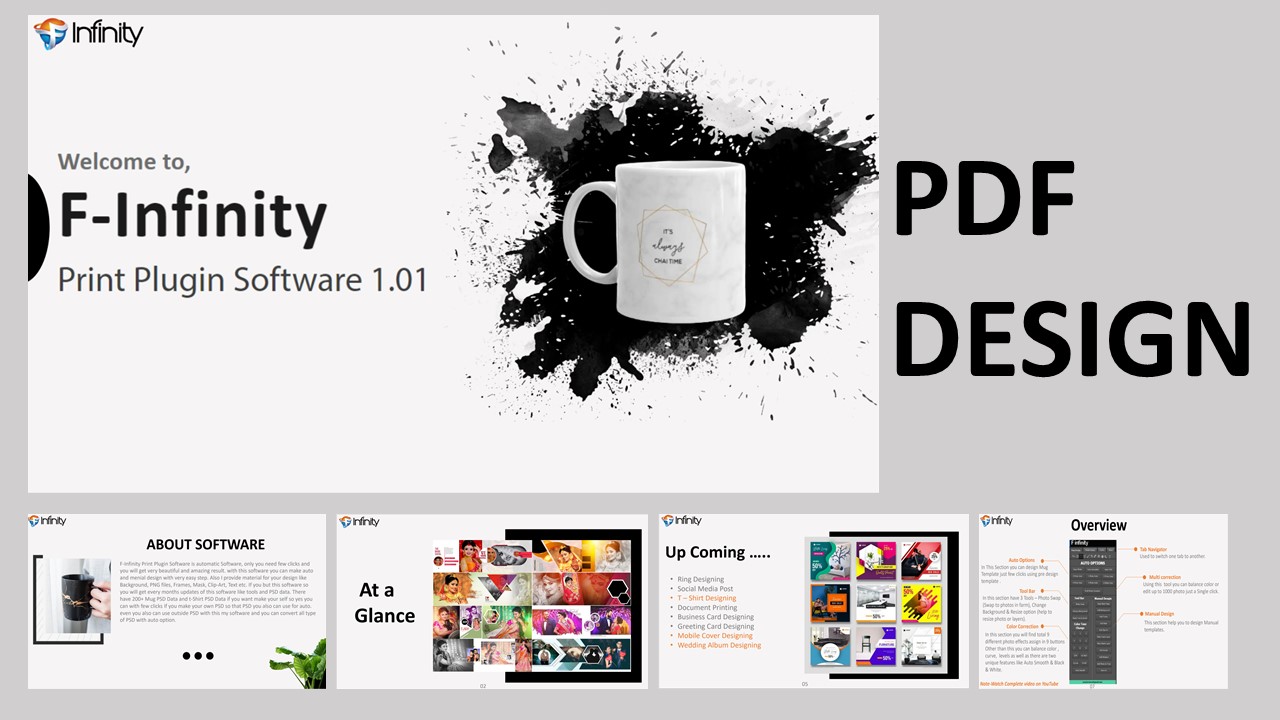 Infinity
Welcome to,
F-Infinity
Print Plugin Software 1.01
IT'S
always
CHAI TIME
PDF
DESIGN
Infinity
ABOUT SOFTWARE
F-Infinity Print Plugin Software is automatic Software, only you need few clicks and
you will get very beautiful and amazing result. with this software you can make auto
and menial design with very easy step. Also I provide material for your design like
Background, PNG files, Frames, Mask, Clip-Art, Text etc. if you but this software so
you will get every months updates of this software like tools and PSD data. There
have 200+ Mug PSD Data and t-Shirt PSD Data if you want make your self so yes you
can with few clicks if you make your own PSD so that PSD you also can use for auto.
even you also can use outside PSD with this my software and you can convert all type
of PSD with auto option.
Infinity
At a
Glance
02
Infinity
Up Coming …..
• Ring Designing
• Social Media Post
• T – Shirt Designing
• Document Printing
• Business Card Designing
• Greeting Card Designing
• Mobile Cover Designing
• Wedding Album Designing
50%
50%
05
Infinity
Overview
Auto Options
In This Section you can design Mug
Template just few clicks using pre design
template .
Tool Bar
In this section have 2 Tools – Photo Swap
(Swap to photos in farm), Change
Background & Resize option (help to
resize photo or layers).
Color Correction
In this section you will find total 9
different photo effects assign in 9 buttons
Other than this you can balance color ,
curve, levels as well as there are two
unique features like Auto Smooth & Black
& White.
Note-Watch Complete video on YouTube
F infinity
AUTO OPTIONS
Tool Bar
Manual Design
Tab Navigator
Used to switch one tab to another.
Multi correction
Using this tool you can balance color or
edit up to 1000 photo just a Single click.
Manual Design
This section help you to design Manual
templates.